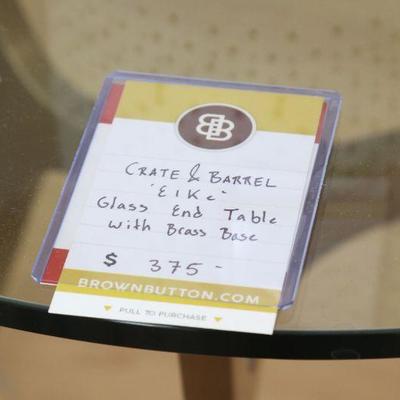 BB
CRATE & BARREL
"ElKe"
Glass End Table
with Brass Base
$ 375-
BROWNBUTTON.COM
PULL TO PURCHASE